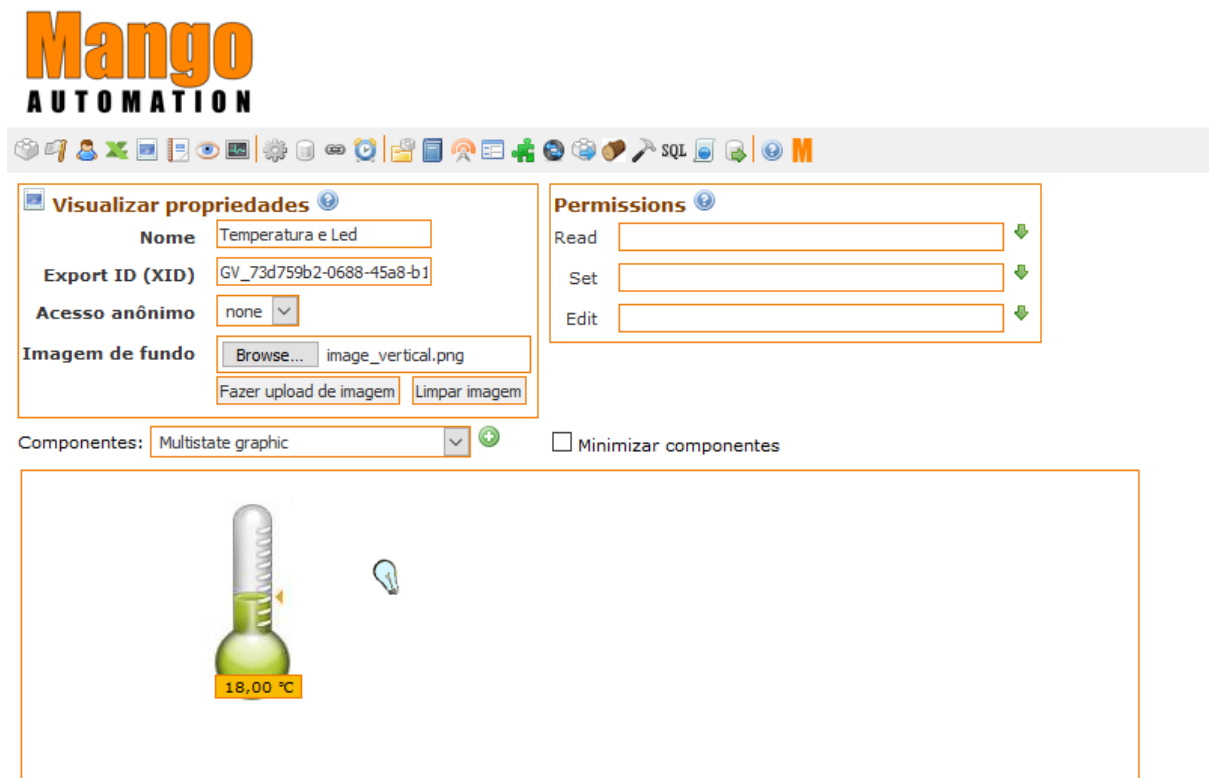 Mango
AUTOMATION
SQL M
Visualizar propriedades
Nome Temperatura e Led
Export ID (XID) GV_73d759b2-0688-45a8-b1
Acesso anônimo none
Imagem de fundo Browse... image_vertical.png
Fazer upload de imagem Limpar imagem
Permissions
Read
Set
Edit
Componentes: Multistate graphic
Minimizar componentes
18,00 °C